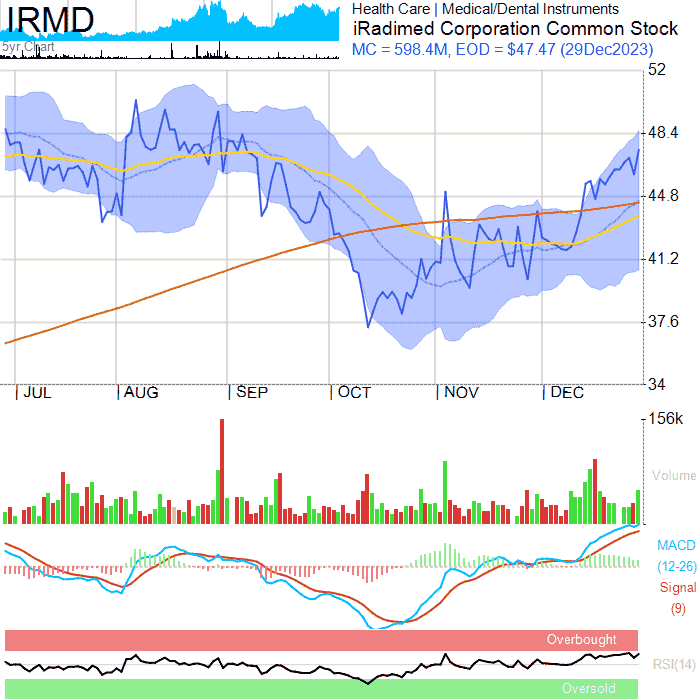 IRMD
5yr Chart
Health Care | Medical/Dental Instruments
iRadimed Corporation Common Stock
MC = 598.4M, EOD = $47.47 (29Dec2023)
52
48.4
44.8
41.2
37.6
34
| JUL | AUG | SEP | OCT | NOV | DEC
156k
Volume
MACD
(12-26)
Signal
(9)
Overbought
RSI(14)
Oversold